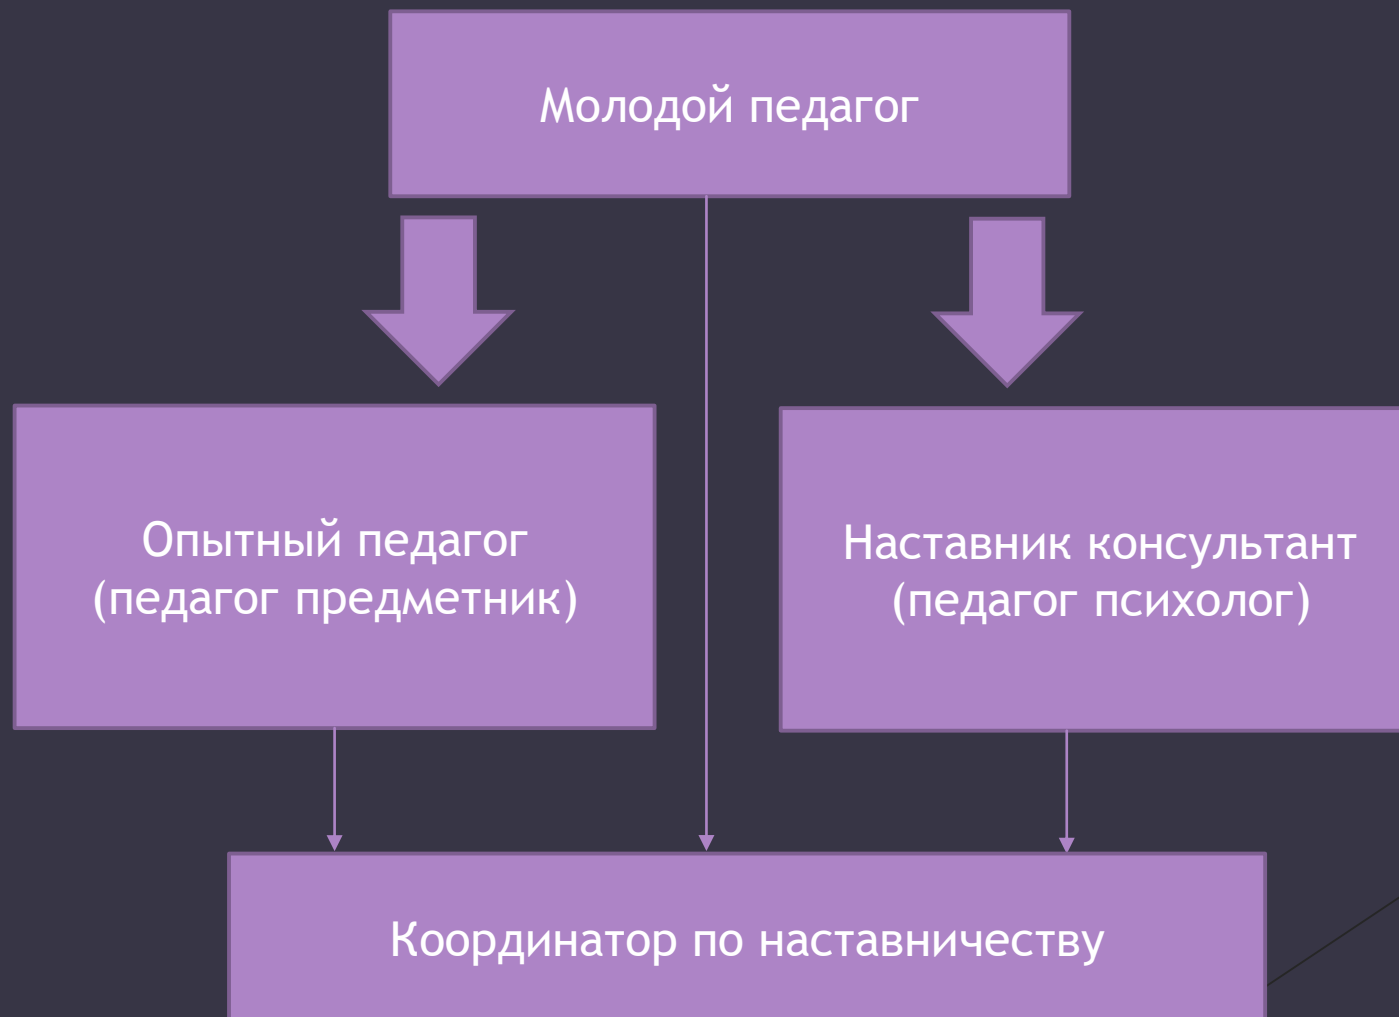 Молодой педагог
Опытный педагог
(педагог предметник)
Наставник консультант
(педагог психолог)
Координатор по наставничеству